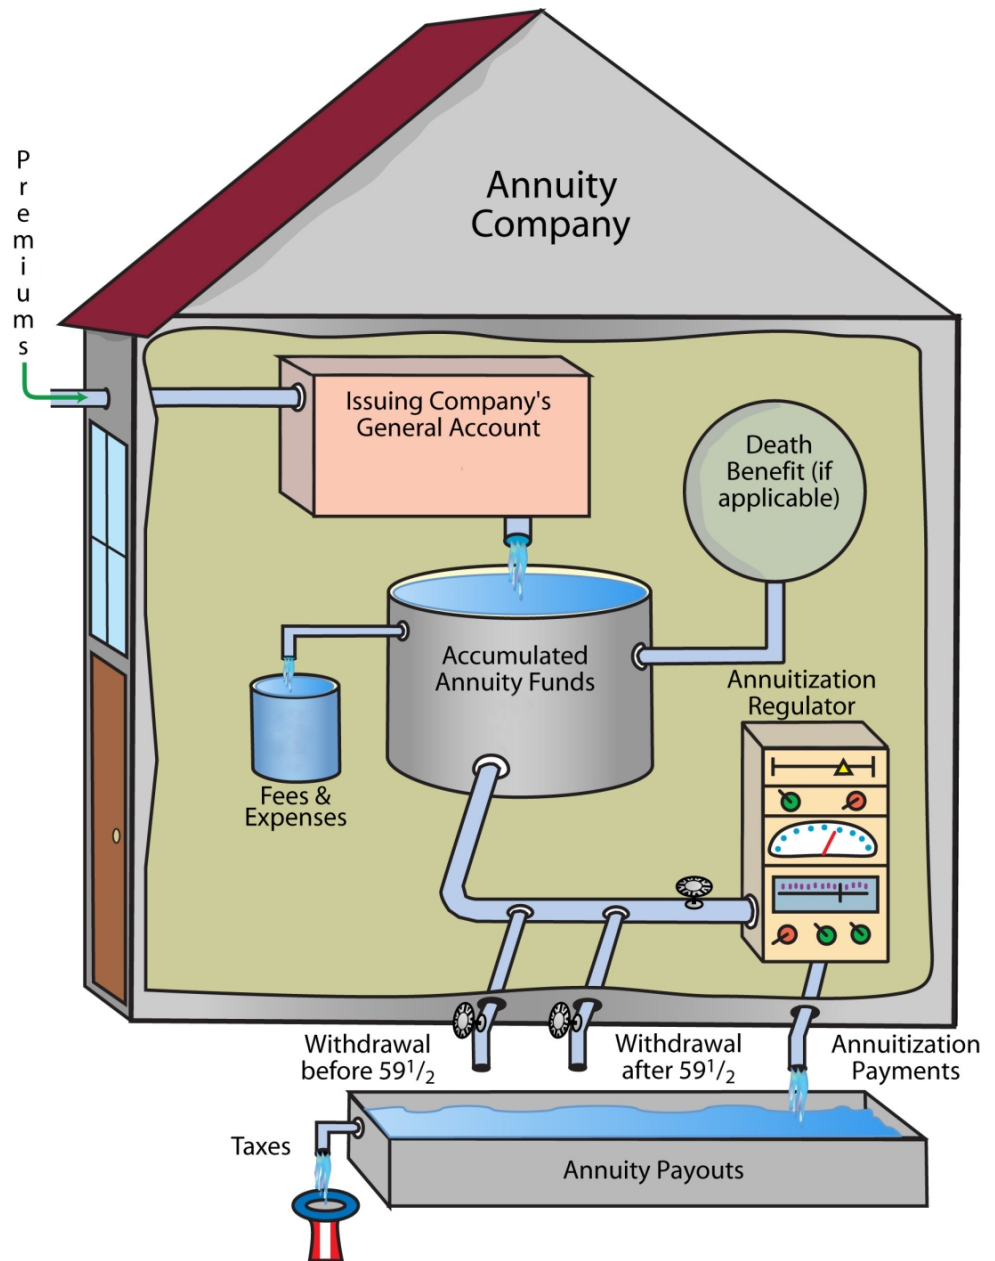 Annuity
Company
Premiums
Issuing Company's
General Account
Death
Benefit (if
applicable)
Accumulated
Annuity Funds
Annuitization
Regulator
Fees &
Expenses
Withdrawal
before 59¹/₂
Withdrawal
after 59¹/₂
Annuitization
Payments
Taxes
Annuity Payouts